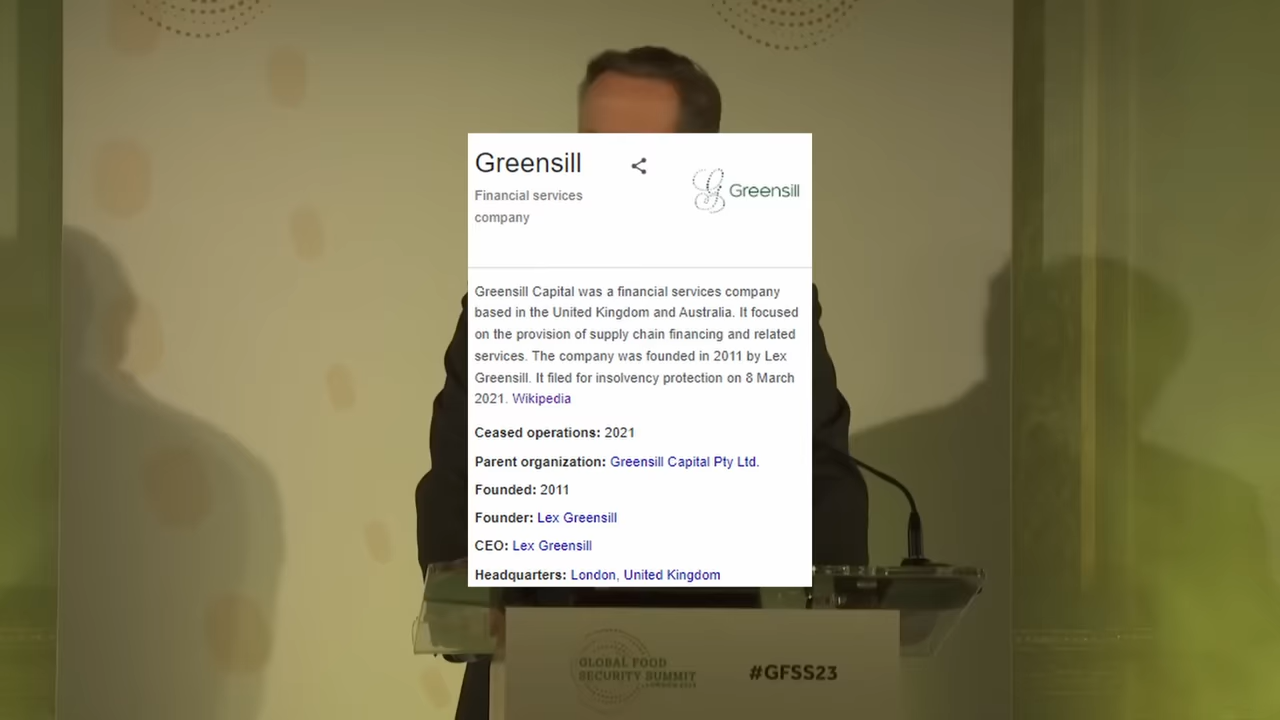 Greensill
Greensill
Financial services
company
Greensill Capital was a financial services company
based in the United Kingdom and Australia. It focused
on the provision of supply chain financing and related
services. The company was founded in 2011 by Lex
Greensill. It filed for insolvency protection on 8 March
2021. Wikipedia
Ceased operations: 2021
Parent organization: Greensill Capital Pty Ltd.
Founded: 2011
Founder: Lex Greensill
CEO: Lex Greensill
Headquarters: London, United Kingdom
GLOBAL FOOD
SECURITY SUMMIT
#GFSS23